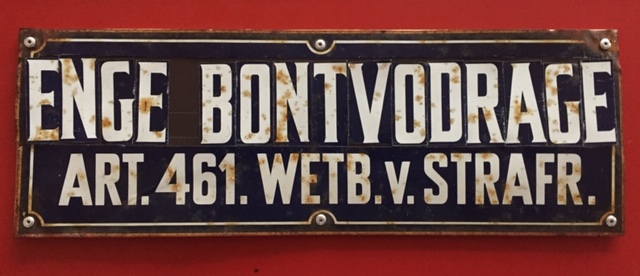 ENGE BONTVODRAGE
ART. 461. WETB. v. STRAFR.